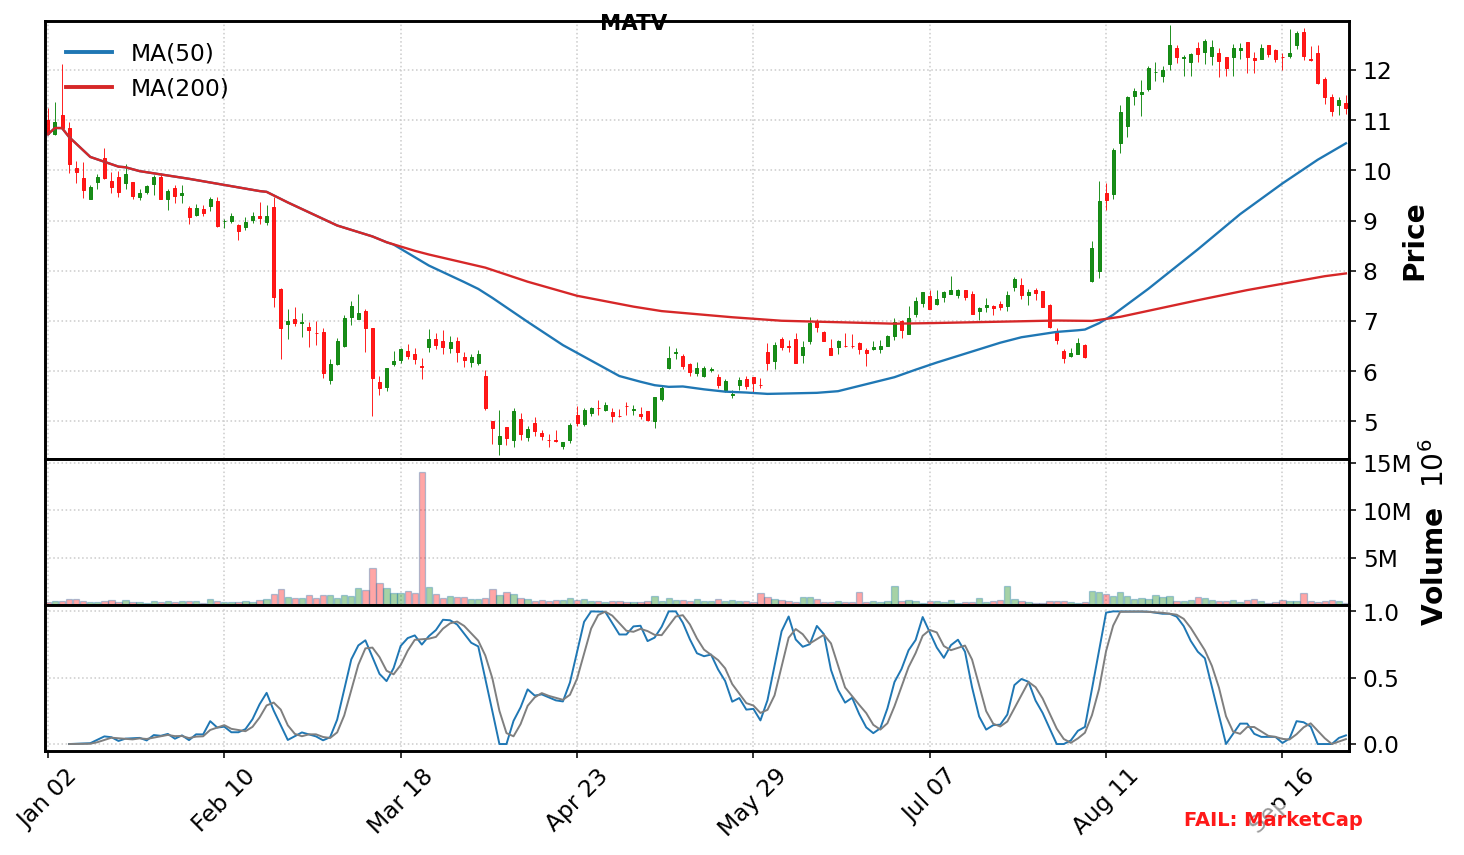 MATV
MA(50)
MA(200)
12
11
10
9
8
7
6
5
Price
15M
10M
5M
Volume 10^6
1.0
0.5
0.0
Jan 02
Feb 10
Mar 18
Apr 23
May 29
Jul 07
Aug 11
Sep 16
FAIL: MarketCap